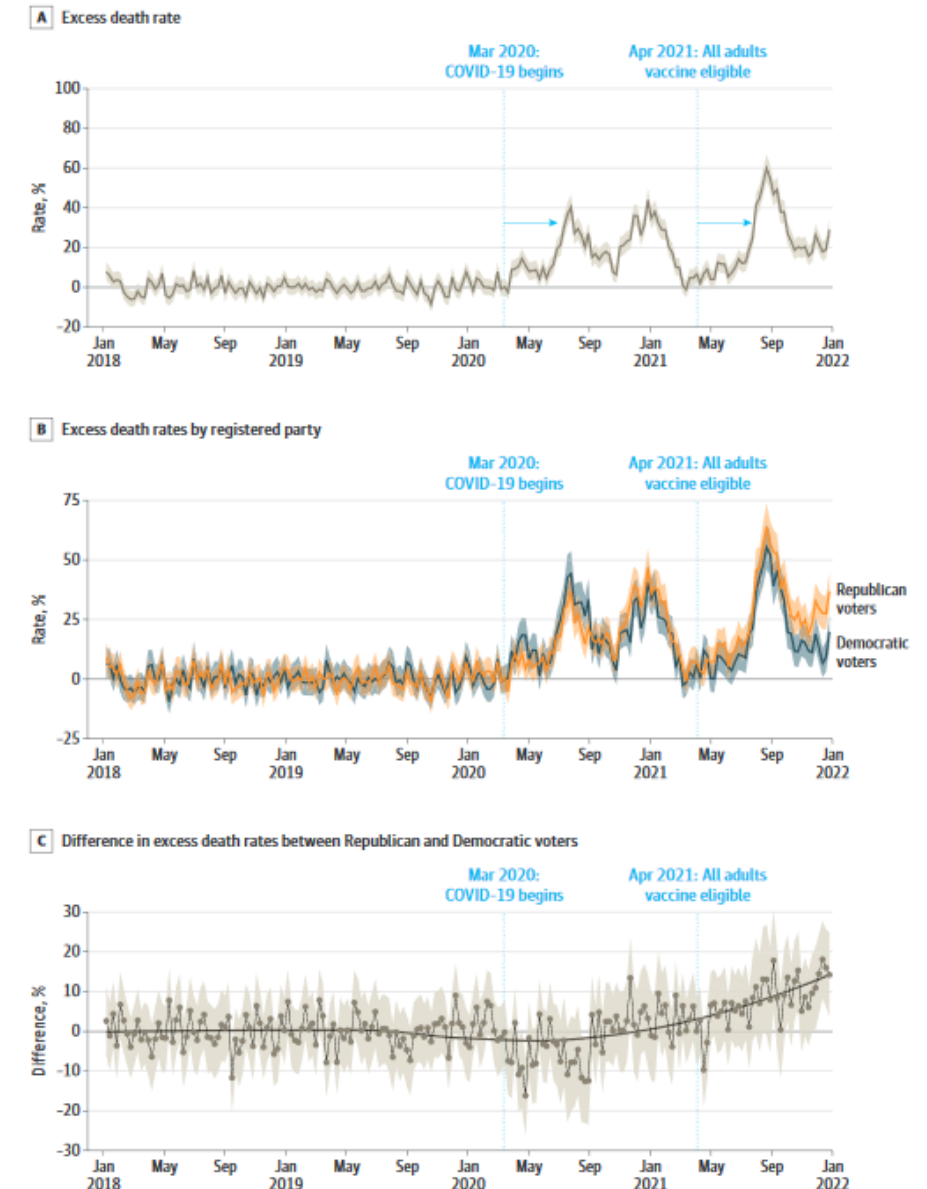 A Excess death rate
Mar 2020: Apr 2021: All adults
COVID-19 begins vaccine eligible
100
80
60
40
20
0
-20
Rate, %
Jan May Sep Jan May Sep Jan May Sep Jan May Sep Jan
2018 2019 2020 2021 2022
B Excess death rates by registered party
Mar 2020: Apr 2021: All adults
COVID-19 begins vaccine eligible
75
50
25
0
-25
Rate, %
Republican
voters
Democratic
voters
Jan May Sep Jan May Sep Jan May Sep Jan May Sep Jan
2018 2019 2020 2021 2022
C Difference in excess death rates between Republican and Democratic voters
Mar 2020: Apr 2021: All adults
COVID-19 begins vaccine eligible
30
20
10
0
-10
-20
-30
Difference, %
Jan May Sep Jan May Sep Jan May Sep Jan May Sep Jan
2018 2019 2020 2021 2022